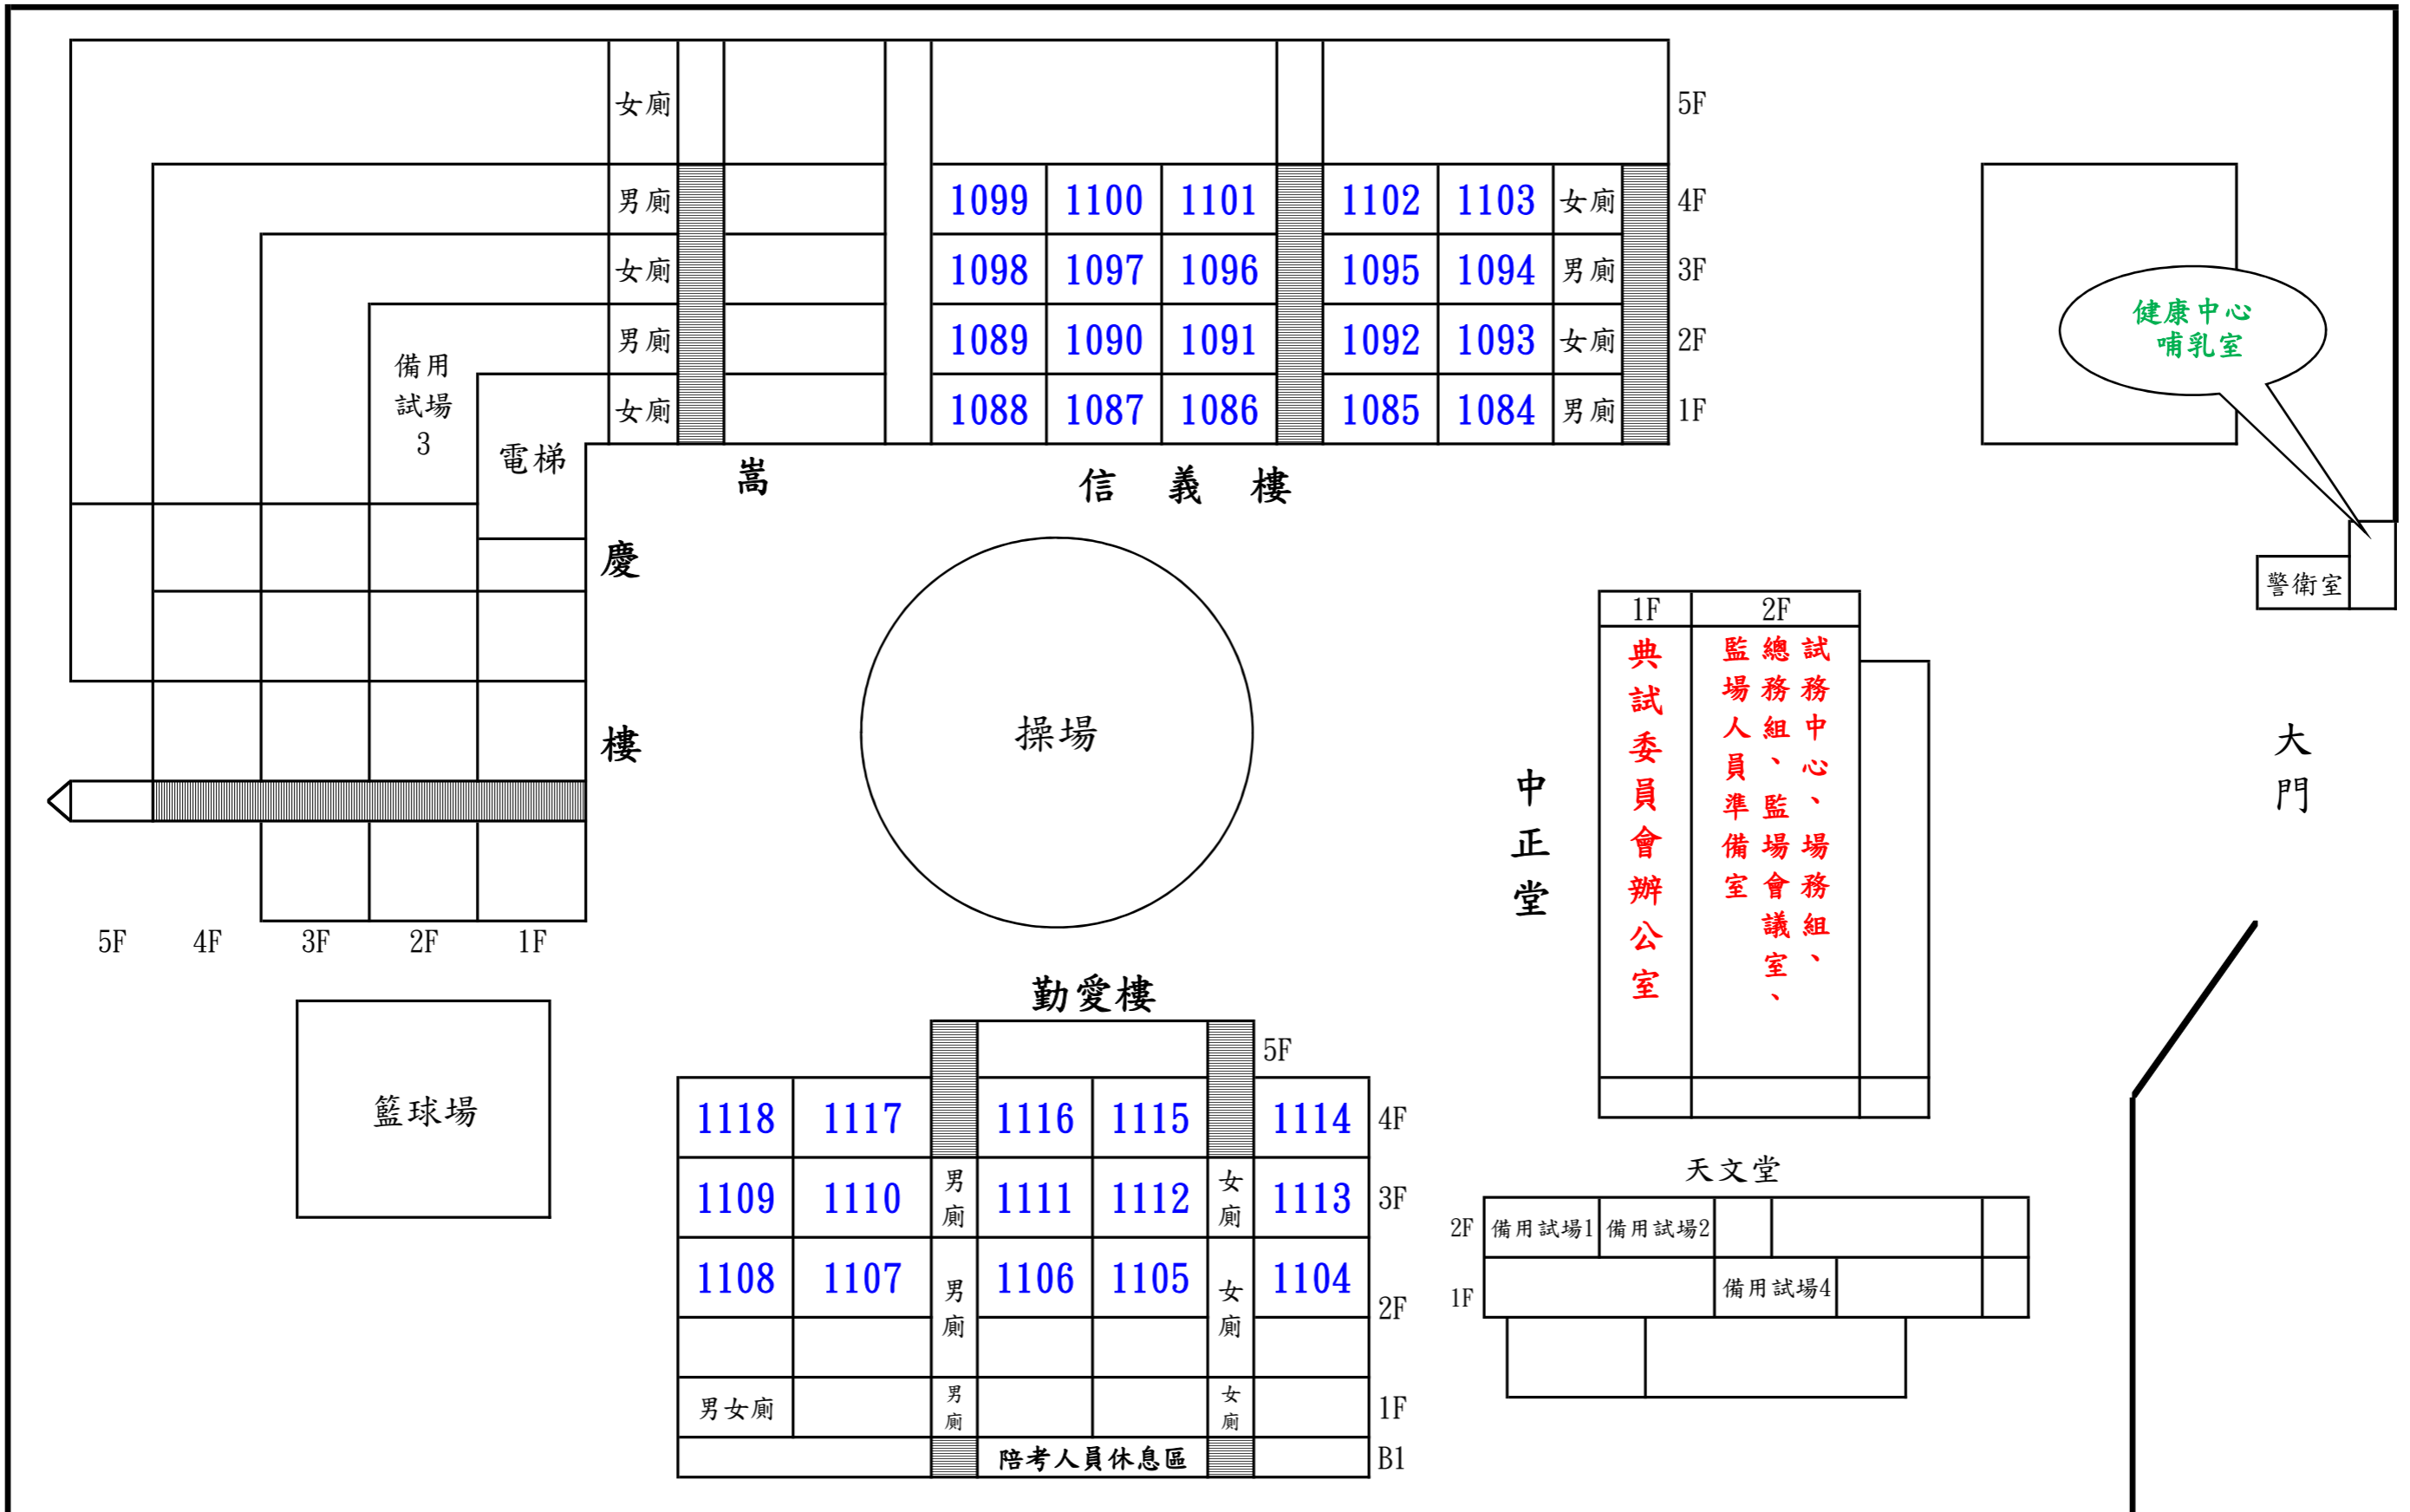 女廁 5F
男廁 1099 1100 1101 1102 1103 女廁 4F
女廁 1098 1097 1096 1095 1094 男廁 3F
男廁 1089 1090 1091 1092 1093 女廁 2F
女廁 1088 1087 1086 1085 1084 男廁 1F
備用
試場
3
電梯
健康中心
哺乳室
嵩慶樓
信義樓
警衛室
操場
中正堂
1F 2F
典試委員會辦公室
試務中心、場務組、
總務組、監場會議室、
監場人員準備室
大門
5F 4F 3F 2F 1F
籃球場
勤愛樓
5F
1118 1117 1116 1115 1114 4F
1109 1110 男廁 1111 1112 女廁 1113 3F
1108 1107 男廁 1106 1105 女廁 1104 2F
男女廁 男廁 女廁 1F
陪考人員休息區 B1
天文堂
2F 備用試場1 備用試場2
1F 備用試場4